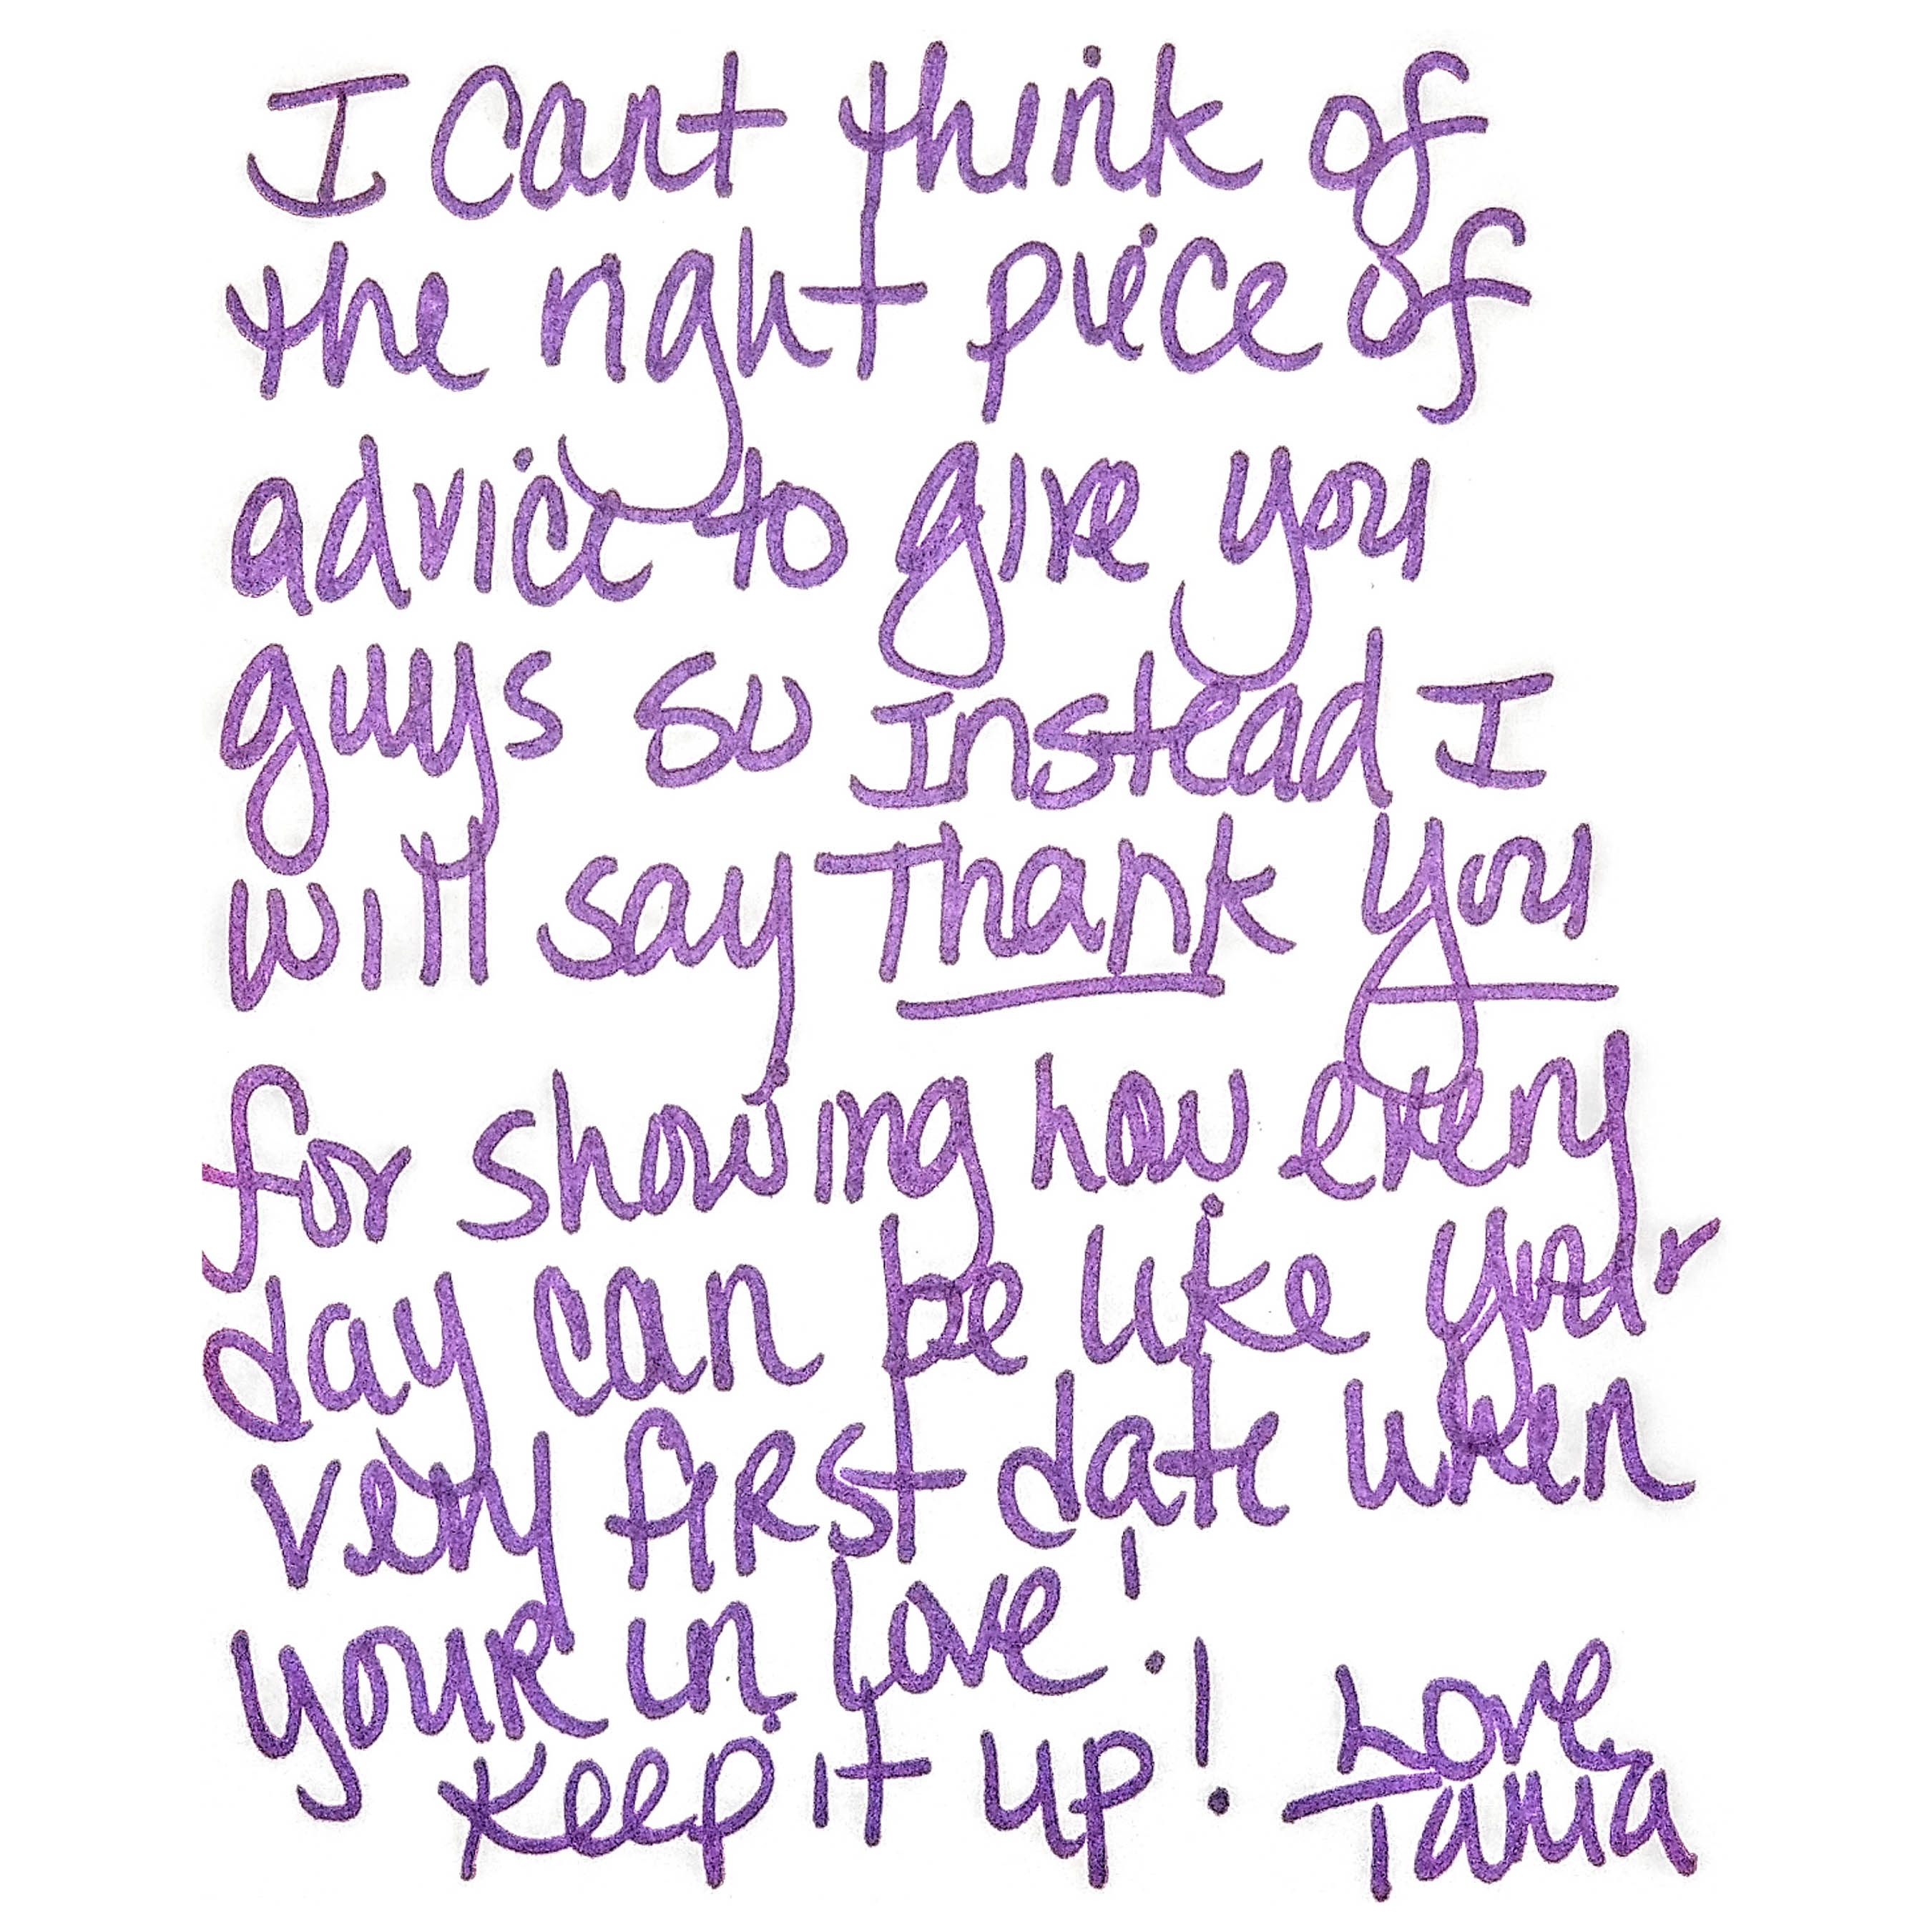 I Cant think of
the right piece of
advice to give you
guys so Instead I
will say Thank you
for showing how every
day can be like your
very first date when
your in Love!
Keep it up! Love,
Tania